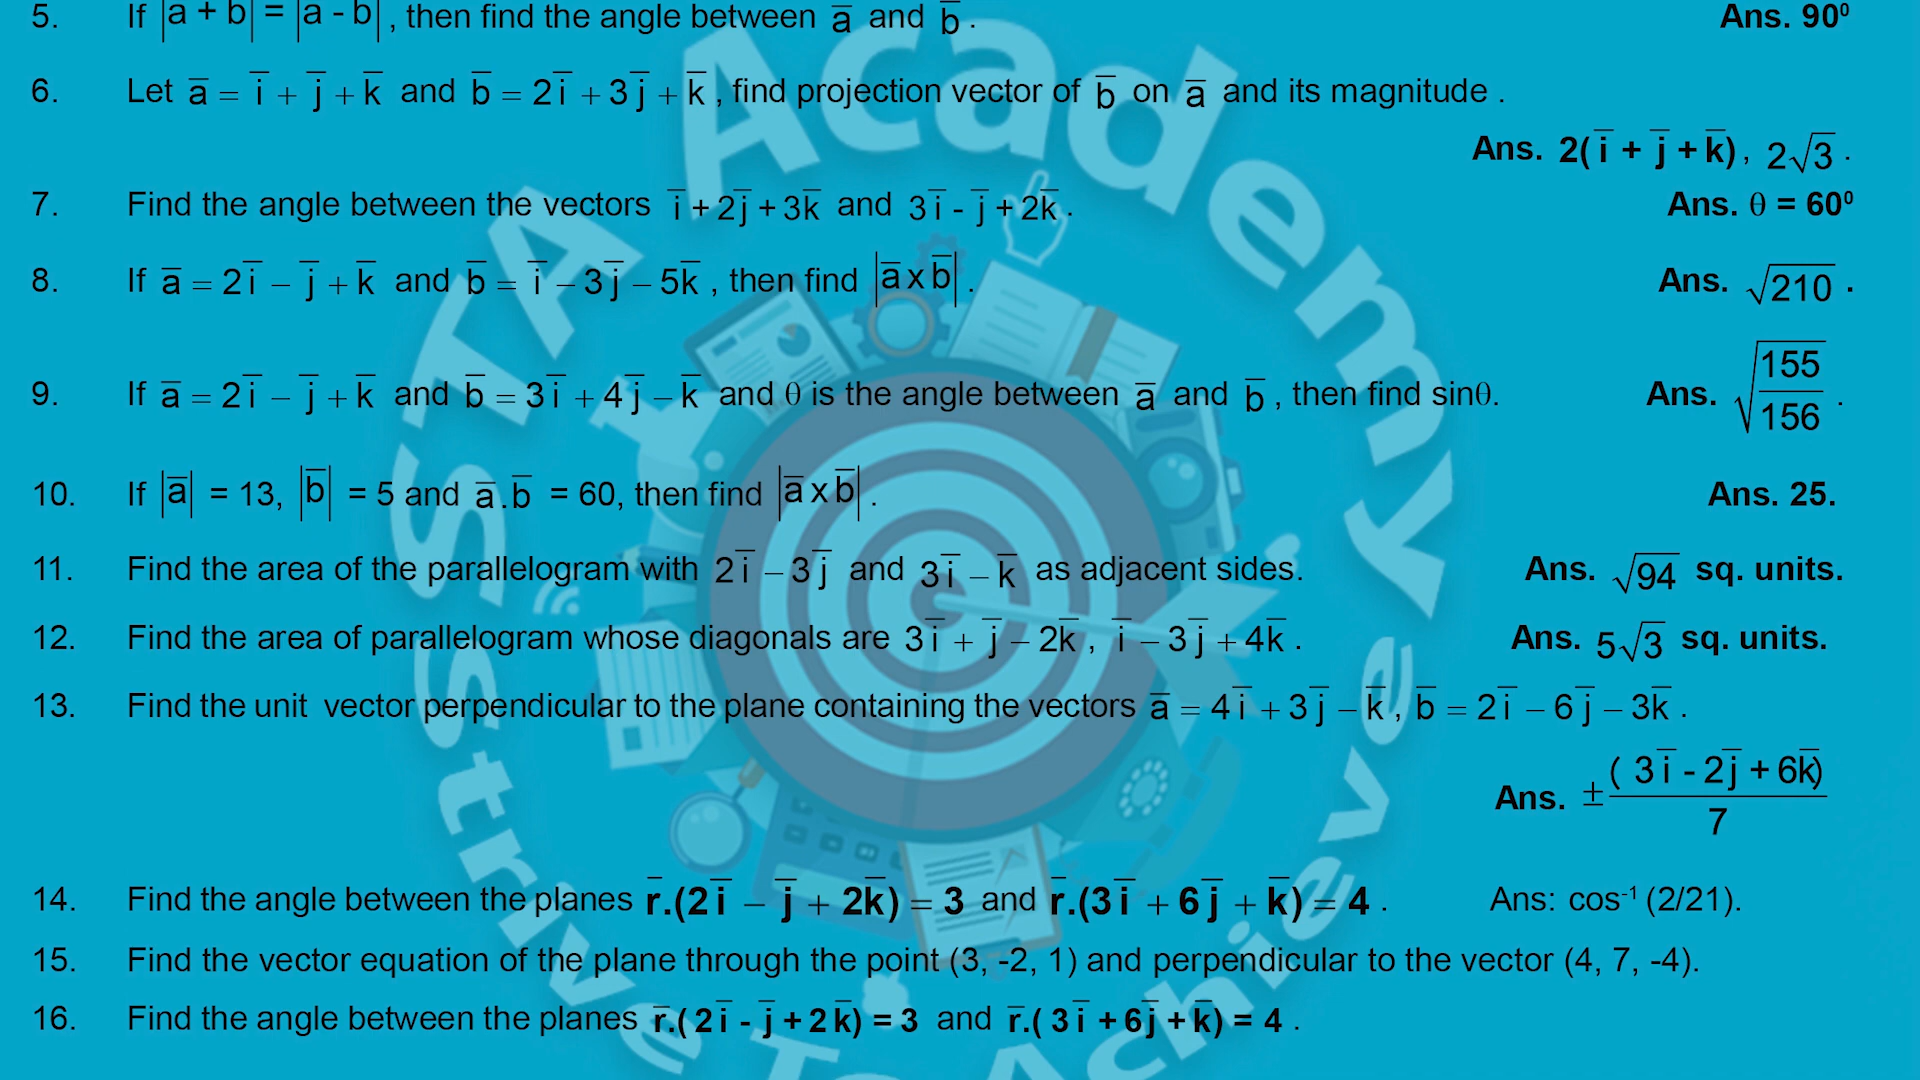 5. If |a + b| = |a - b|, then find the angle between a̅ and b̅. Ans. 90⁰
6. Let a̅ = i̅ + j̅ + k̅ and b̅ = 2i̅ + 3j̅ + k̅, find projection vector of b̅ on a̅ and its magnitude.
Ans. 2(i̅ + j̅ + k̅), 2√3.
7. Find the angle between the vectors i̅ + 2j̅ + 3k̅ and 3i̅ - j̅ + 2k̅. Ans. θ = 60⁰
8. If a̅ = 2i̅ − j̅ + k̅ and b̅ = i̅ − 3j̅ − 5k̅, then find |a̅ x b̅|. Ans. √210.
9. If a̅ = 2i̅ − j̅ + k̅ and b̅ = 3i̅ + 4j̅ − k̅ and θ is the angle between a̅ and b̅, then find sinθ. Ans. √(155/156).
10. If |a̅| = 13, |b̅| = 5 and a̅.b̅ = 60, then find |a̅ x b̅|. Ans. 25.
11. Find the area of the parallelogram with 2i̅ − 3j̅ and 3i̅ − k̅ as adjacent sides. Ans. √94 sq. units.
12. Find the area of parallelogram whose diagonals are 3i̅ + j̅ − 2k̅, i̅ − 3j̅ + 4k̅. Ans. 5√3 sq. units.
13. Find the unit vector perpendicular to the plane containing the vectors a̅ = 4i̅ + 3j̅ − k̅, b̅ = 2i̅ − 6j̅ − 3k̅.
Ans. ±(3i̅ - 2j̅ + 6k̅)/7
14. Find the angle between the planes r̅.(2i̅ − j̅ + 2k̅) = 3 and r̅.(3i̅ + 6j̅ + k̅) = 4. Ans: cos⁻¹ (2/21).
15. Find the vector equation of the plane through the point (3, -2, 1) and perpendicular to the vector (4, 7, -4).
16. Find the angle between the planes r̅.(2i̅ - j̅ + 2k̅) = 3 and r̅.(3i̅ + 6j̅ + k̅) = 4.
STA Academy
Strive To Achieve